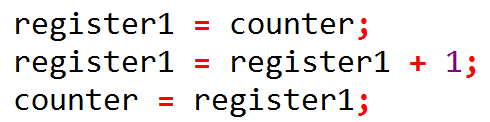 register1 = counter;
register1 = register1 + 1;
counter = register1;